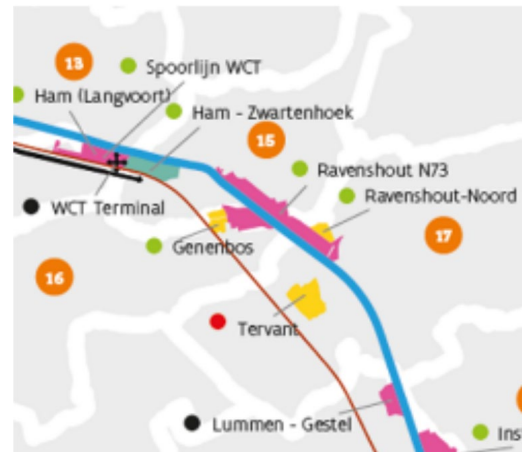 13
Spoorlijn WCT
Ham (Langvoort)
Ham - Zwartenhoek
15
Ravenshout N73
WCT Terminal
Ravenshout-Noord
Genenbos
17
16
Tervant
Lummen - Gestel
Ins